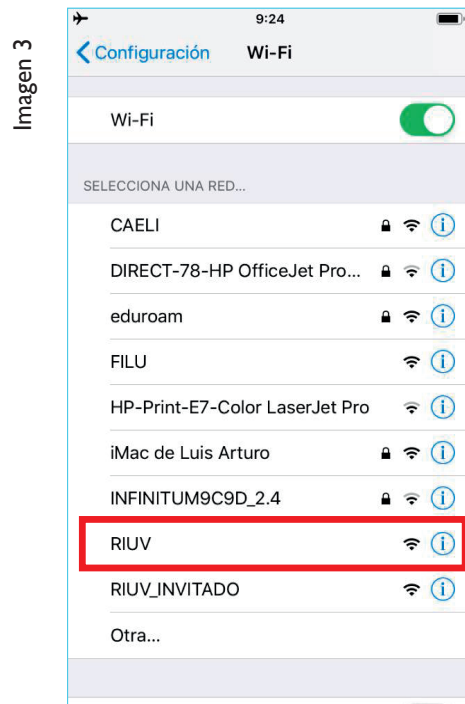 Imagen 3
9:24
Configuración Wi-Fi
Wi-Fi
SELECCIONA UNA RED...
CAELI
DIRECT-78-HP OfficeJet Pro...
eduroam
FILU
HP-Print-E7-Color LaserJet Pro
iMac de Luis Arturo
INFINITUM9C9D_2.4
RIUV
RIUV_INVITADO
Otra...